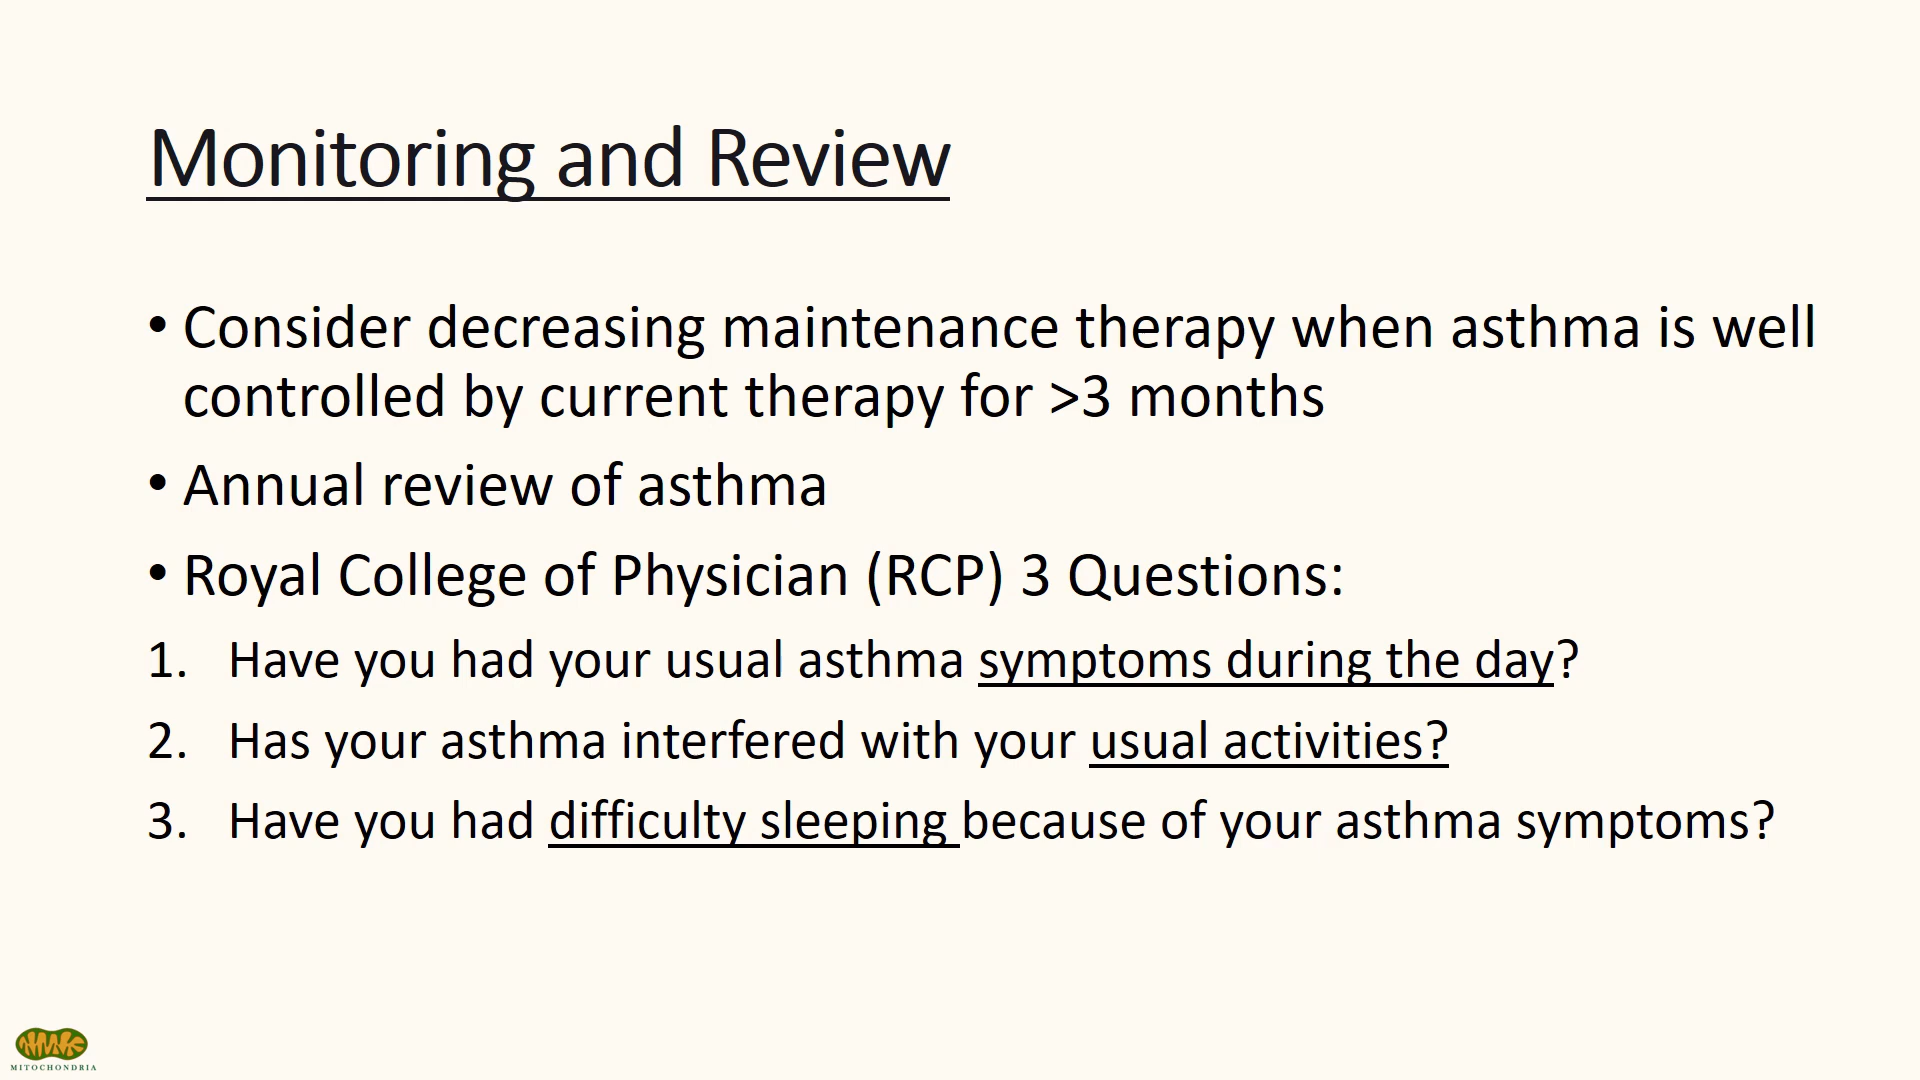 Monitoring and Review
• Consider decreasing maintenance therapy when asthma is well
controlled by current therapy for >3 months
• Annual review of asthma
• Royal College of Physician (RCP) 3 Questions:
1. Have you had your usual asthma symptoms during the day?
2. Has your asthma interfered with your usual activities?
3. Have you had difficulty sleeping because of your asthma symptoms?
MITOCHONDRIA